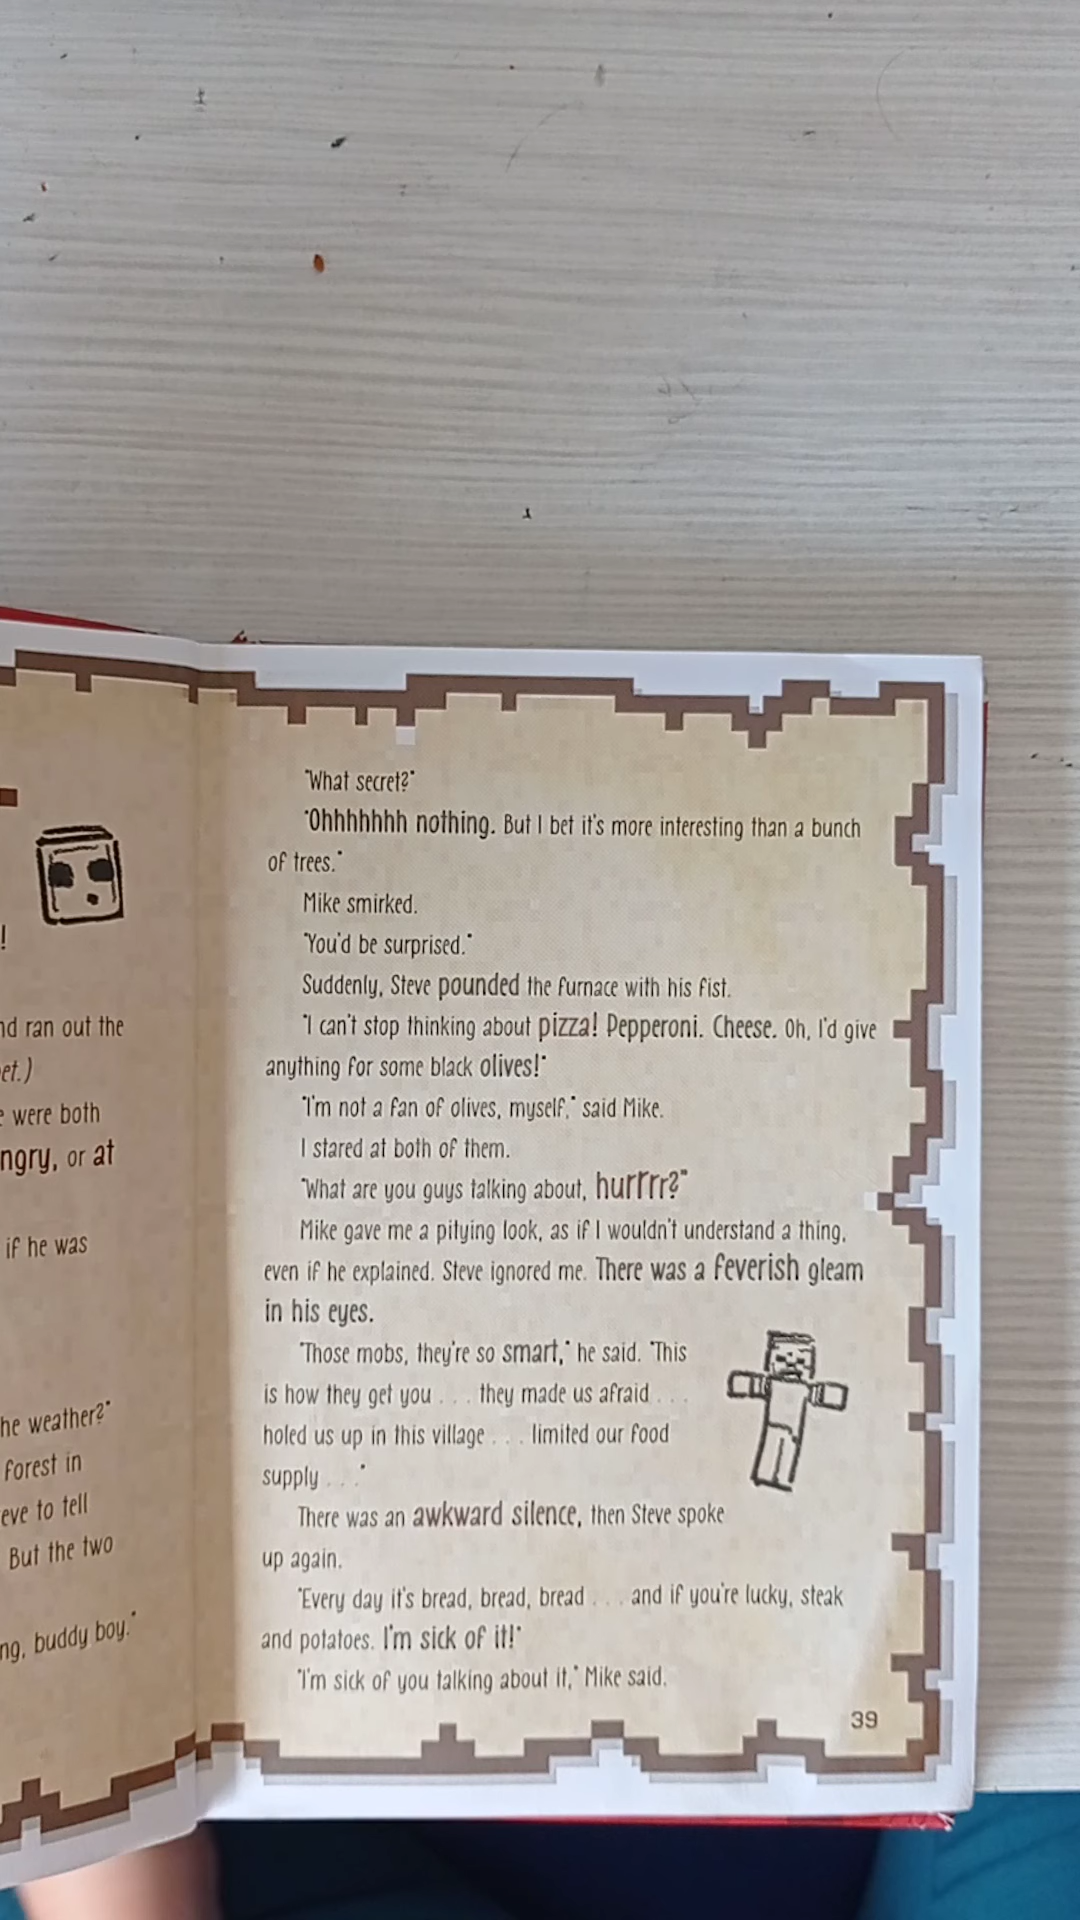 !
nd ran out the
et.)
e were both
ngry, or at
if he was
he weather?"
forest in
eve to tell
But the two
ng, buddy boy."
"What secret?"
"Ohhhhhhh nothing. But I bet it's more interesting than a bunch
of trees."
Mike smirked.
"You'd be surprised."
Suddenly, Steve pounded the furnace with his fist.
"I can't stop thinking about pizza! Pepperoni. Cheese. Oh, I'd give
anything for some black olives!"
"I'm not a fan of olives, myself," said Mike.
I stared at both of them.
"What are you guys talking about, hurrrr?"
Mike gave me a pitying look, as if I wouldn't understand a thing,
even if he explained. Steve ignored me. There was a feverish gleam
in his eyes.
"Those mobs, they're so smart," he said. "This
is how they get you . . . they made us afraid . . .
holed us up in this village . . . limited our food
supply . . ."
There was an awkward silence, then Steve spoke
up again.
"Every day it's bread, bread, bread . . . and if you're lucky, steak
and potatoes. I'm sick of it!"
"I'm sick of you talking about it," Mike said.
39